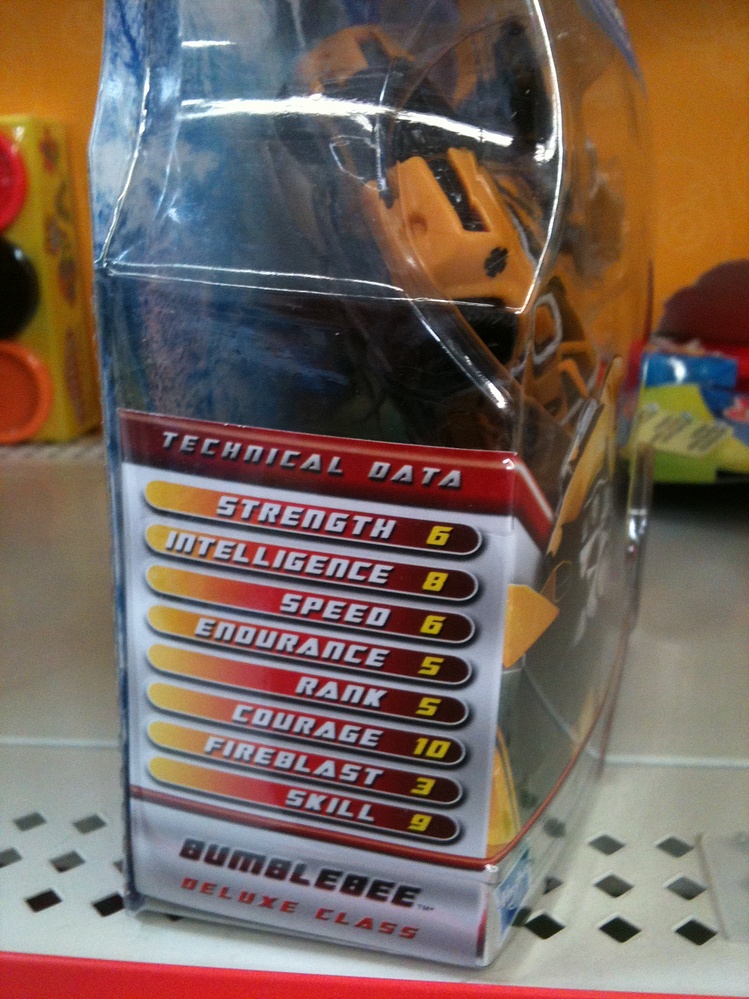 TECHNICAL DATA
STRENGTH 6
INTELLIGENCE 8
SPEED 6
ENDURANCE 5
RANK 5
COURAGE 10
FIREBLAST 3
SKILL 9
BUMBLEBEE™
DELUXE CLASS